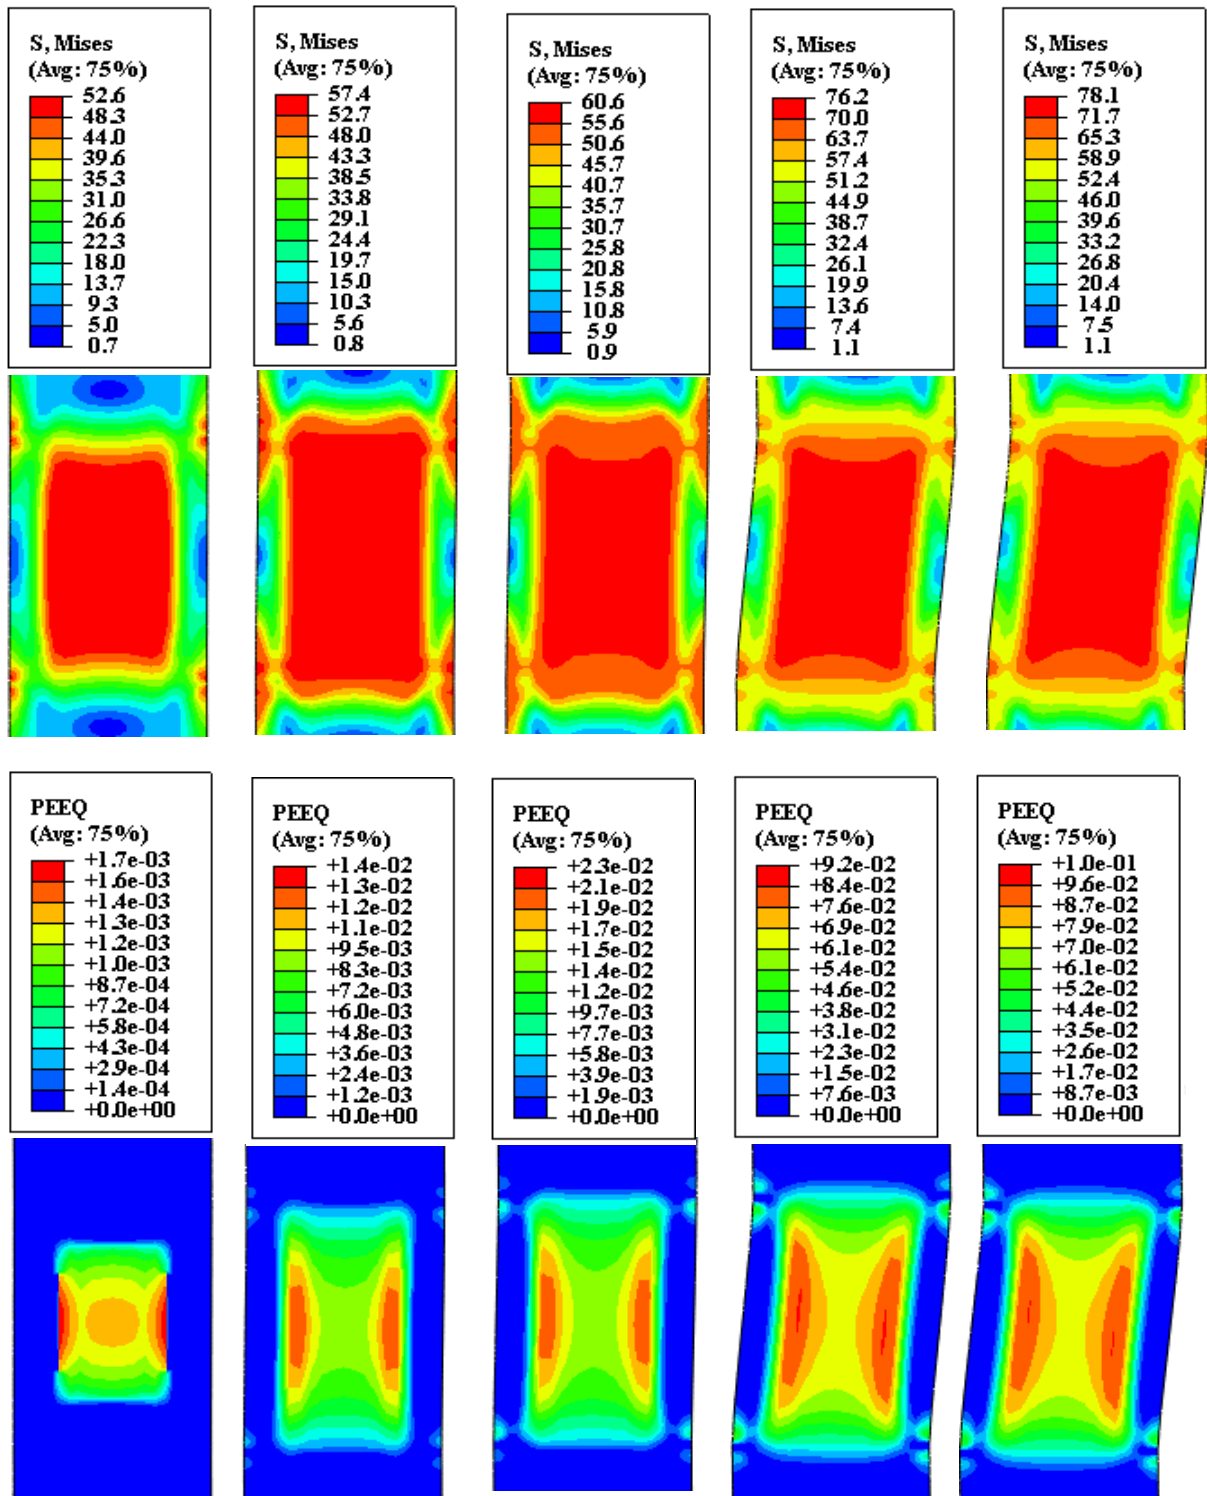 S, Mises
(Avg: 75%)
52.6
48.3
44.0
39.6
35.3
31.0
26.6
22.3
18.0
13.7
9.3
5.0
0.7
S, Mises
(Avg: 75%)
57.4
52.7
48.0
43.3
38.5
33.8
29.1
24.4
19.7
15.0
10.3
5.6
0.8
S, Mises
(Avg: 75%)
60.6
55.6
50.6
45.7
40.7
35.7
30.7
25.8
20.8
15.8
10.8
5.9
0.9
S, Mises
(Avg: 75%)
76.2
70.0
63.7
57.4
51.2
44.9
38.7
32.4
26.1
19.9
13.6
7.4
1.1
S, Mises
(Avg: 75%)
78.1
71.7
65.3
58.9
52.4
46.0
39.6
33.2
26.8
20.4
14.0
7.5
1.1
PEEQ
(Avg: 75%)
+1.7e-03
+1.6e-03
+1.4e-03
+1.3e-03
+1.2e-03
+1.0e-03
+8.7e-04
+7.2e-04
+5.8e-04
+4.3e-04
+2.9e-04
+1.4e-04
+0.0e+00
PEEQ
(Avg: 75%)
+1.4e-02
+1.3e-02
+1.2e-02
+1.1e-02
+9.5e-03
+8.3e-03
+7.2e-03
+6.0e-03
+4.8e-03
+3.6e-03
+2.4e-03
+1.2e-03
+0.0e+00
PEEQ
(Avg: 75%)
+2.3e-02
+2.1e-02
+1.9e-02
+1.7e-02
+1.5e-02
+1.4e-02
+1.2e-02
+9.7e-03
+7.7e-03
+5.8e-03
+3.9e-03
+1.9e-03
+0.0e+00
PEEQ
(Avg: 75%)
+9.2e-02
+8.4e-02
+7.6e-02
+6.9e-02
+6.1e-02
+5.4e-02
+4.6e-02
+3.8e-02
+3.1e-02
+2.3e-02
+1.5e-02
+7.6e-03
+0.0e+00
PEEQ
(Avg: 75%)
+1.0e-01
+9.6e-02
+8.7e-02
+7.9e-02
+7.0e-02
+6.1e-02
+5.2e-02
+4.4e-02
+3.5e-02
+2.6e-02
+1.7e-02
+8.7e-03
+0.0e+00